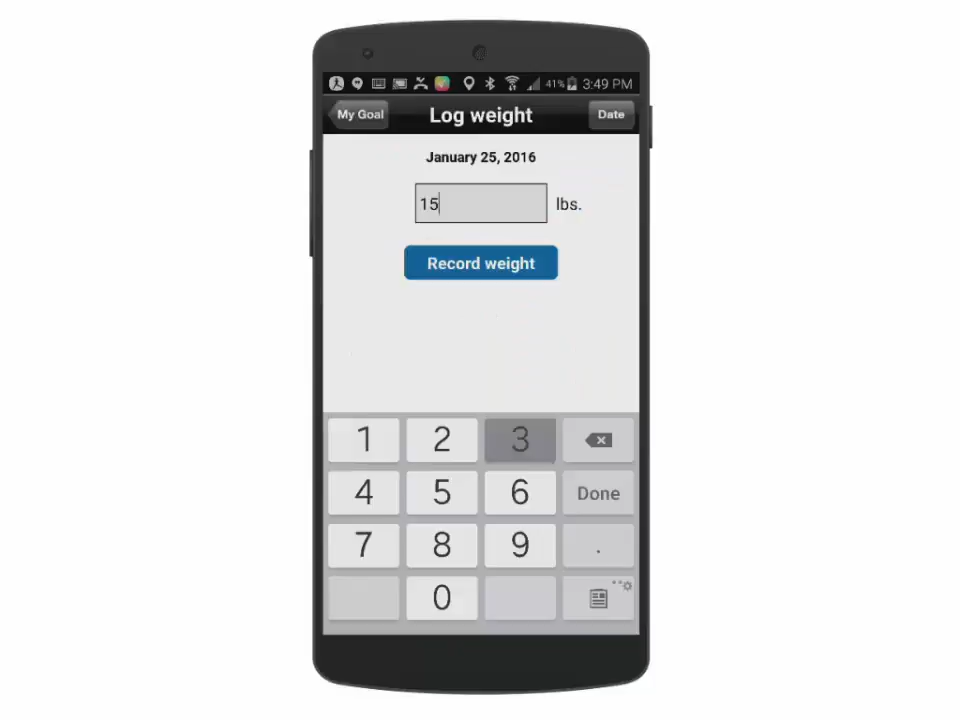 41% 3:49 PM
My Goal Log weight Date
January 25, 2016
15 lbs.
Record weight
1 2 3
4 5 6 Done
7 8 9 .
0